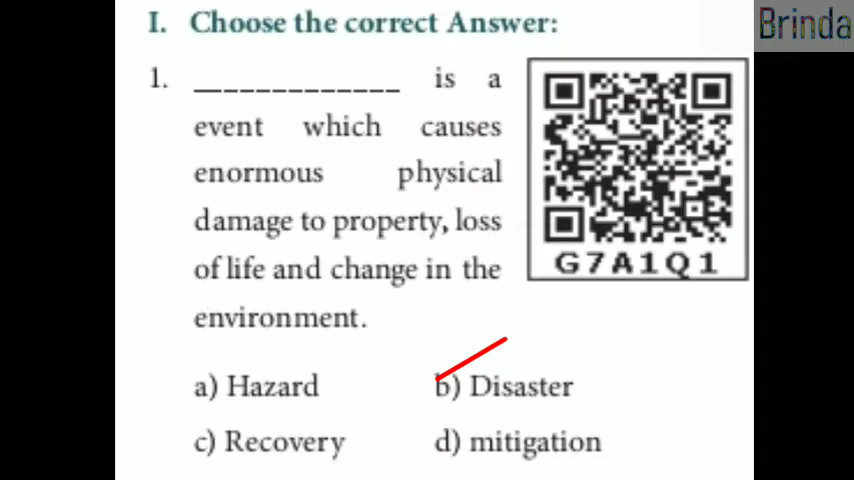 Brinda
I. Choose the correct Answer:
1. _____________ is a
event which causes
enormous physical
damage to property, loss
of life and change in the
environment.
G7A1Q1
a) Hazard b) Disaster
c) Recovery d) mitigation